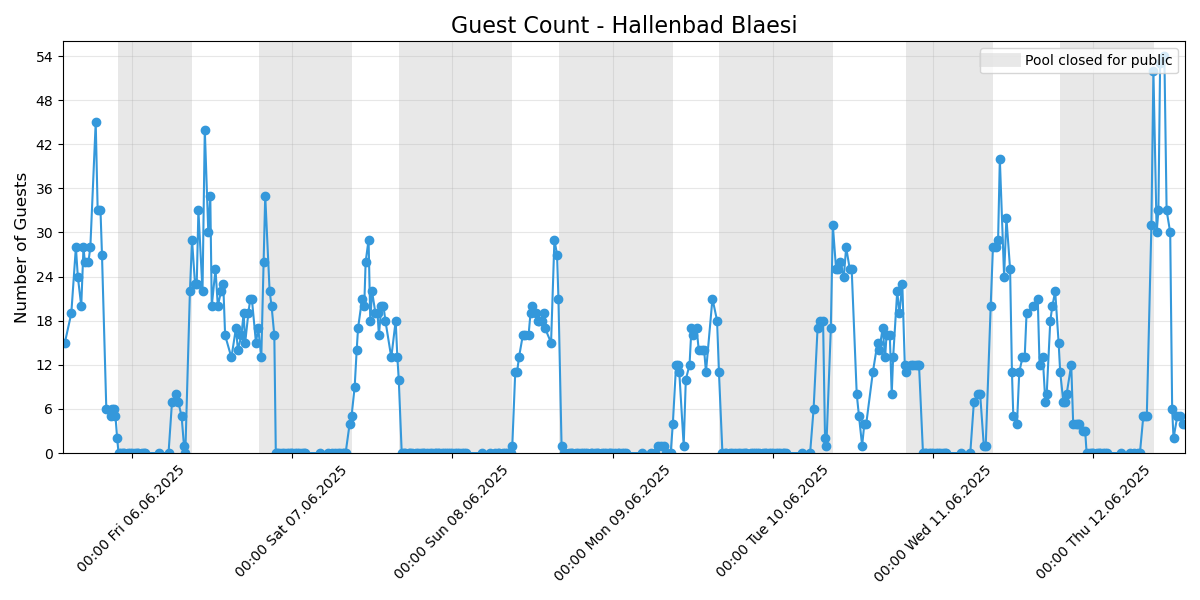 Guest Count - Hallenbad Blaesi
Pool closed for public
Number of Guests
54
48
42
36
30
24
18
12
6
0
00:00 Fri 06.06.2025
00:00 Sat 07.06.2025
00:00 Sun 08.06.2025
00:00 Mon 09.06.2025
00:00 Tue 10.06.2025
00:00 Wed 11.06.2025
00:00 Thu 12.06.2025